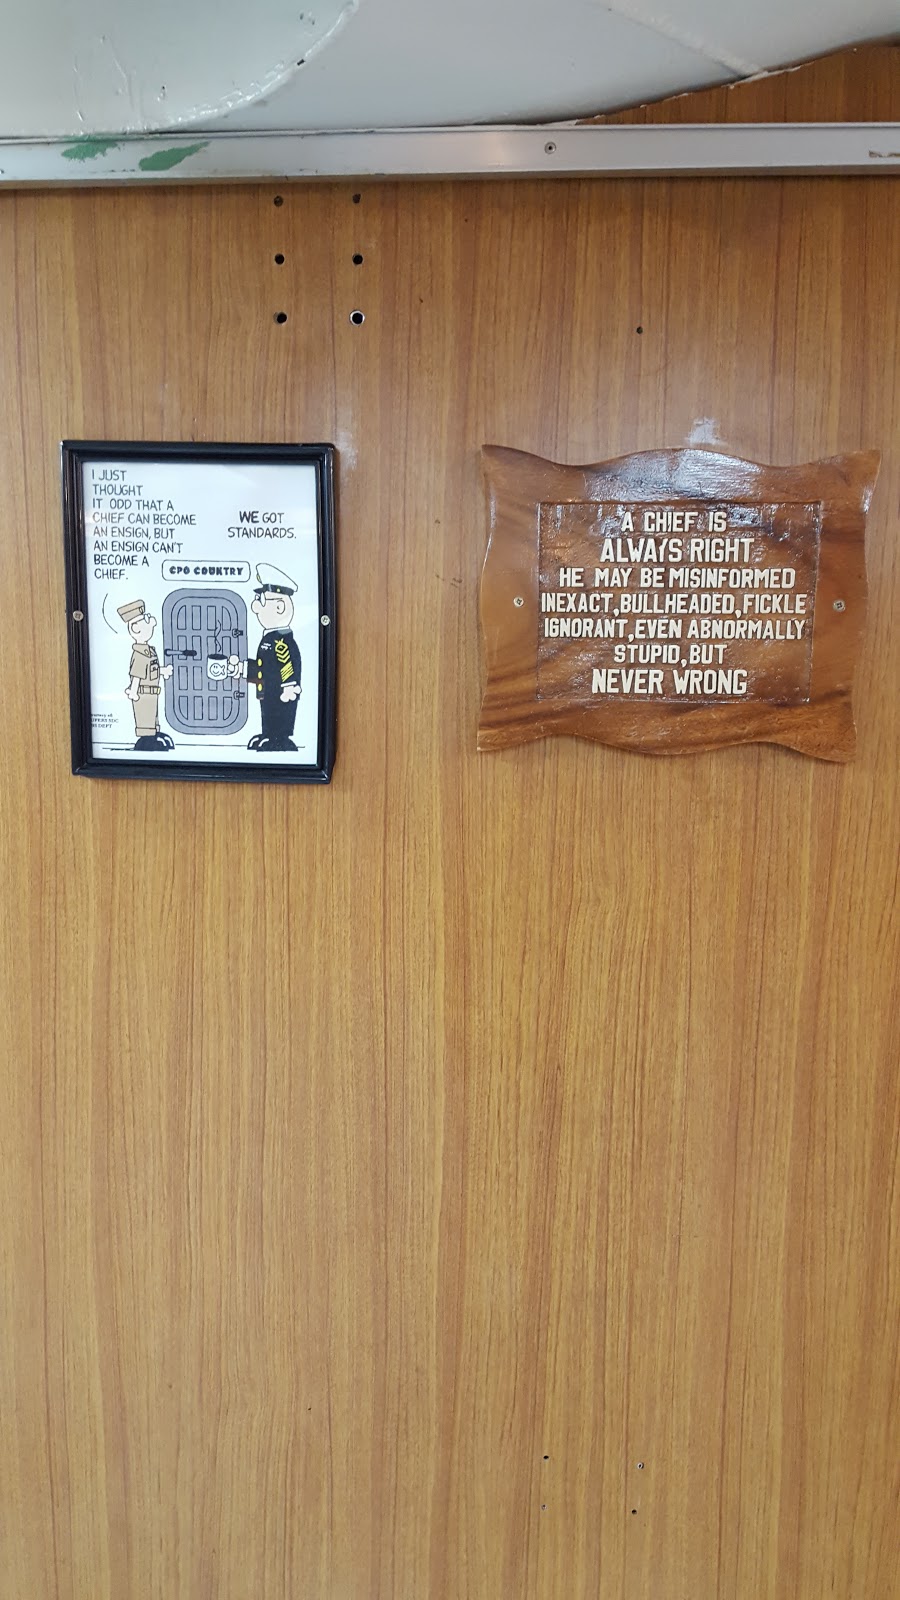 I JUST
THOUGHT
IT ODD THAT A
CHIEF CAN BECOME
AN ENSIGN, BUT
AN ENSIGN CAN'T
BECOME A
CHIEF.
WE GOT
STANDARDS.
CPO COUNTRY
A CHIEF IS
ALWAYS RIGHT
HE MAY BE MISINFORMED
INEXACT, BULLHEADED, FICKLE
IGNORANT, EVEN ABNORMALLY
STUPID, BUT
NEVER WRONG